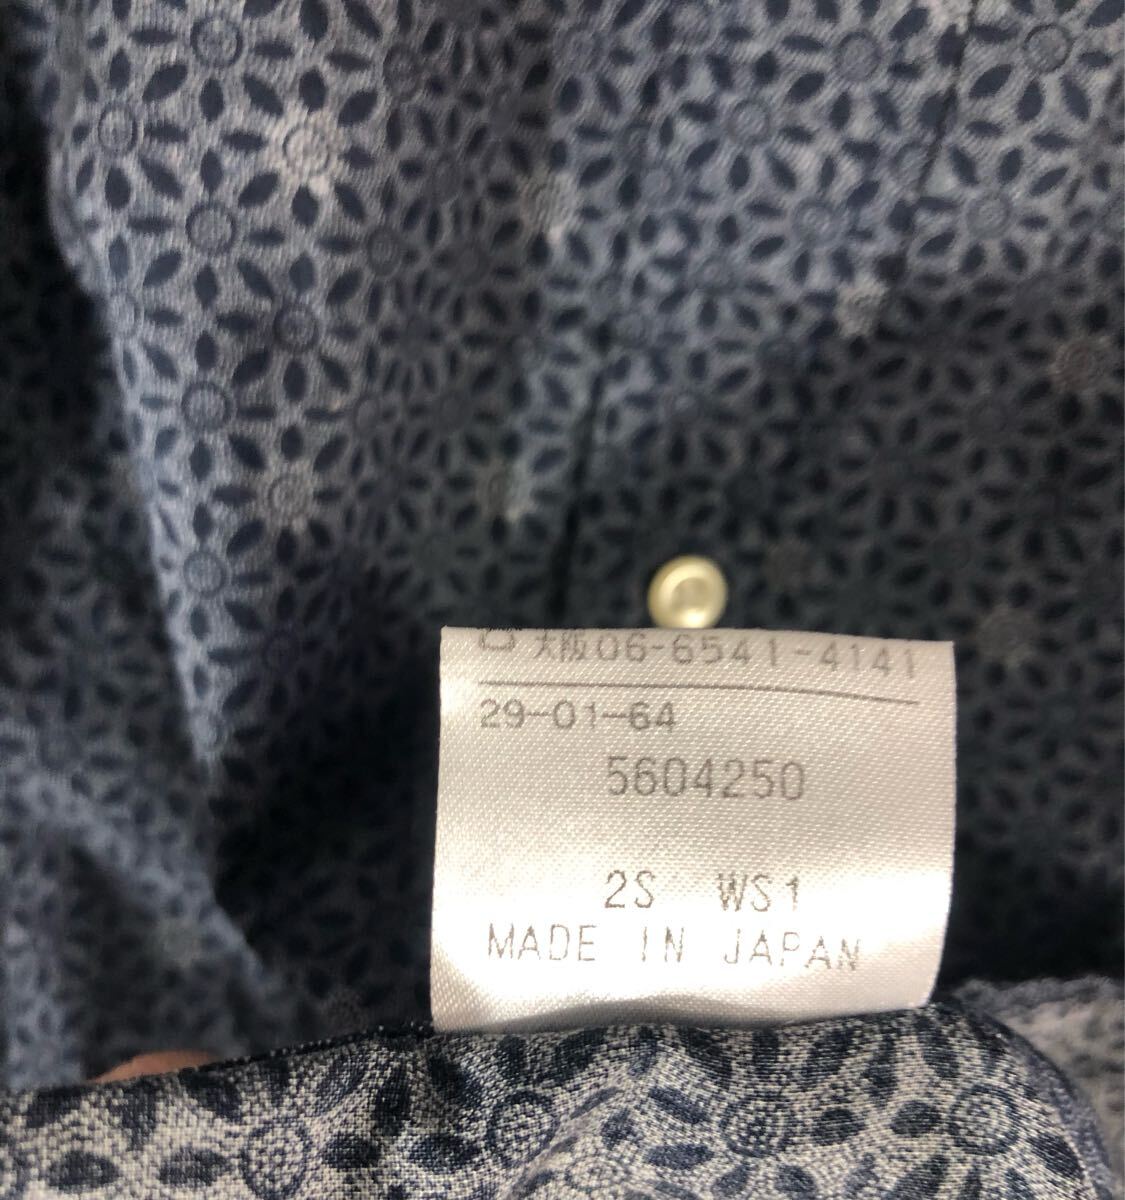 大阪06-6541-4141
29-01-64
5604250
2S WS1
MADE IN JAPAN